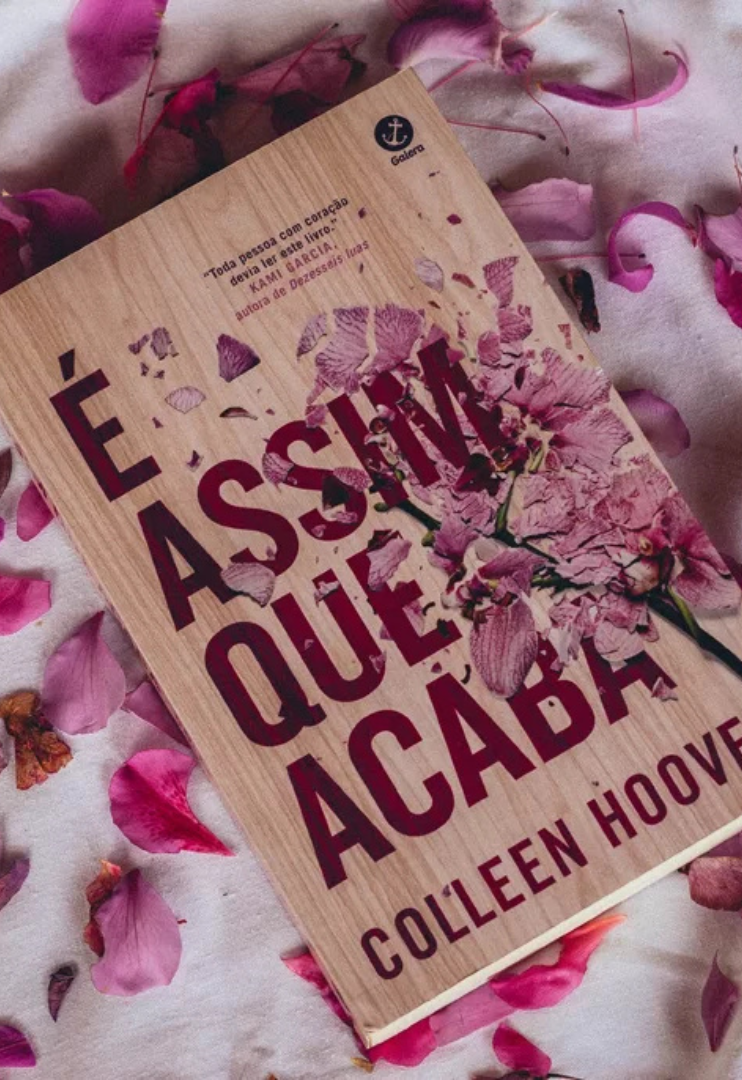 Galera
"Toda pessoa com coração
devia ler este livro."
KAMI GARCIA,
autora de Dezesseis luas
É
ASSIM
QUE
ACABA
COLLEEN HOOVE